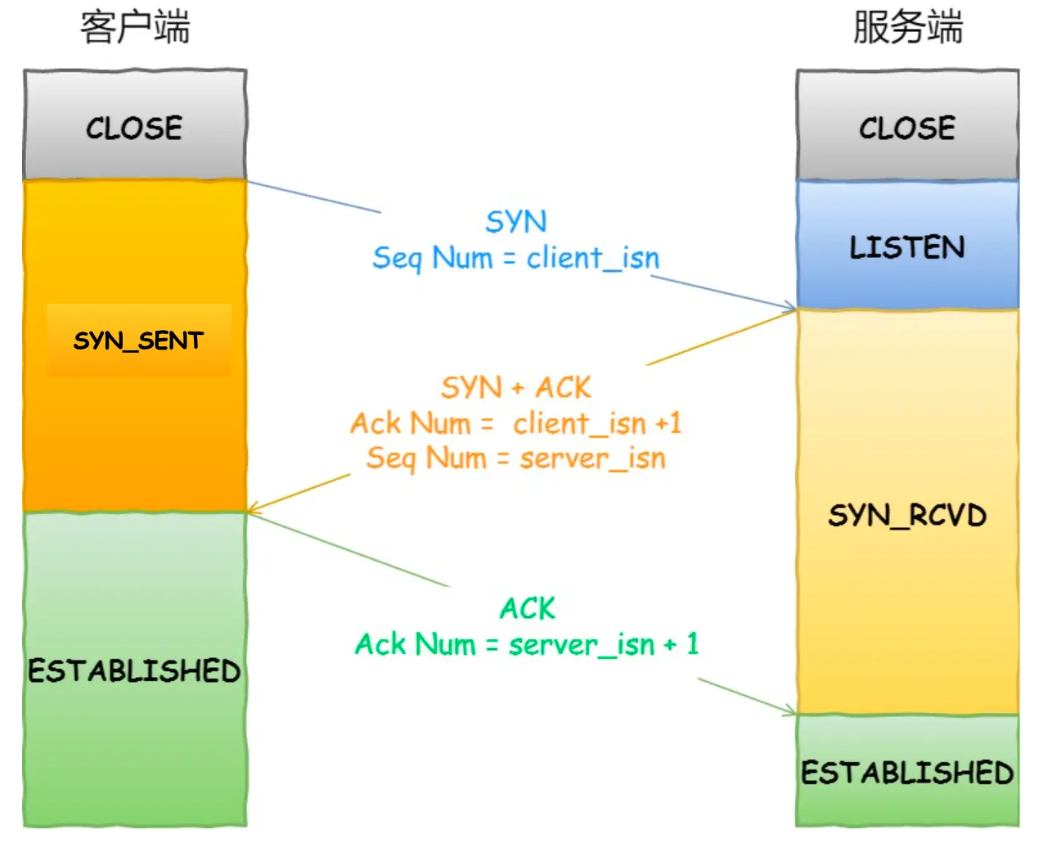 客户端
服务端
CLOSE
CLOSE
SYN
Seq Num = client_isn
LISTEN
SYN_SENT
SYN + ACK
Ack Num = client_isn +1
Seq Num = server_isn
SYN_RCVD
ACK
Ack Num = server_isn + 1
ESTABLISHED
ESTABLISHED